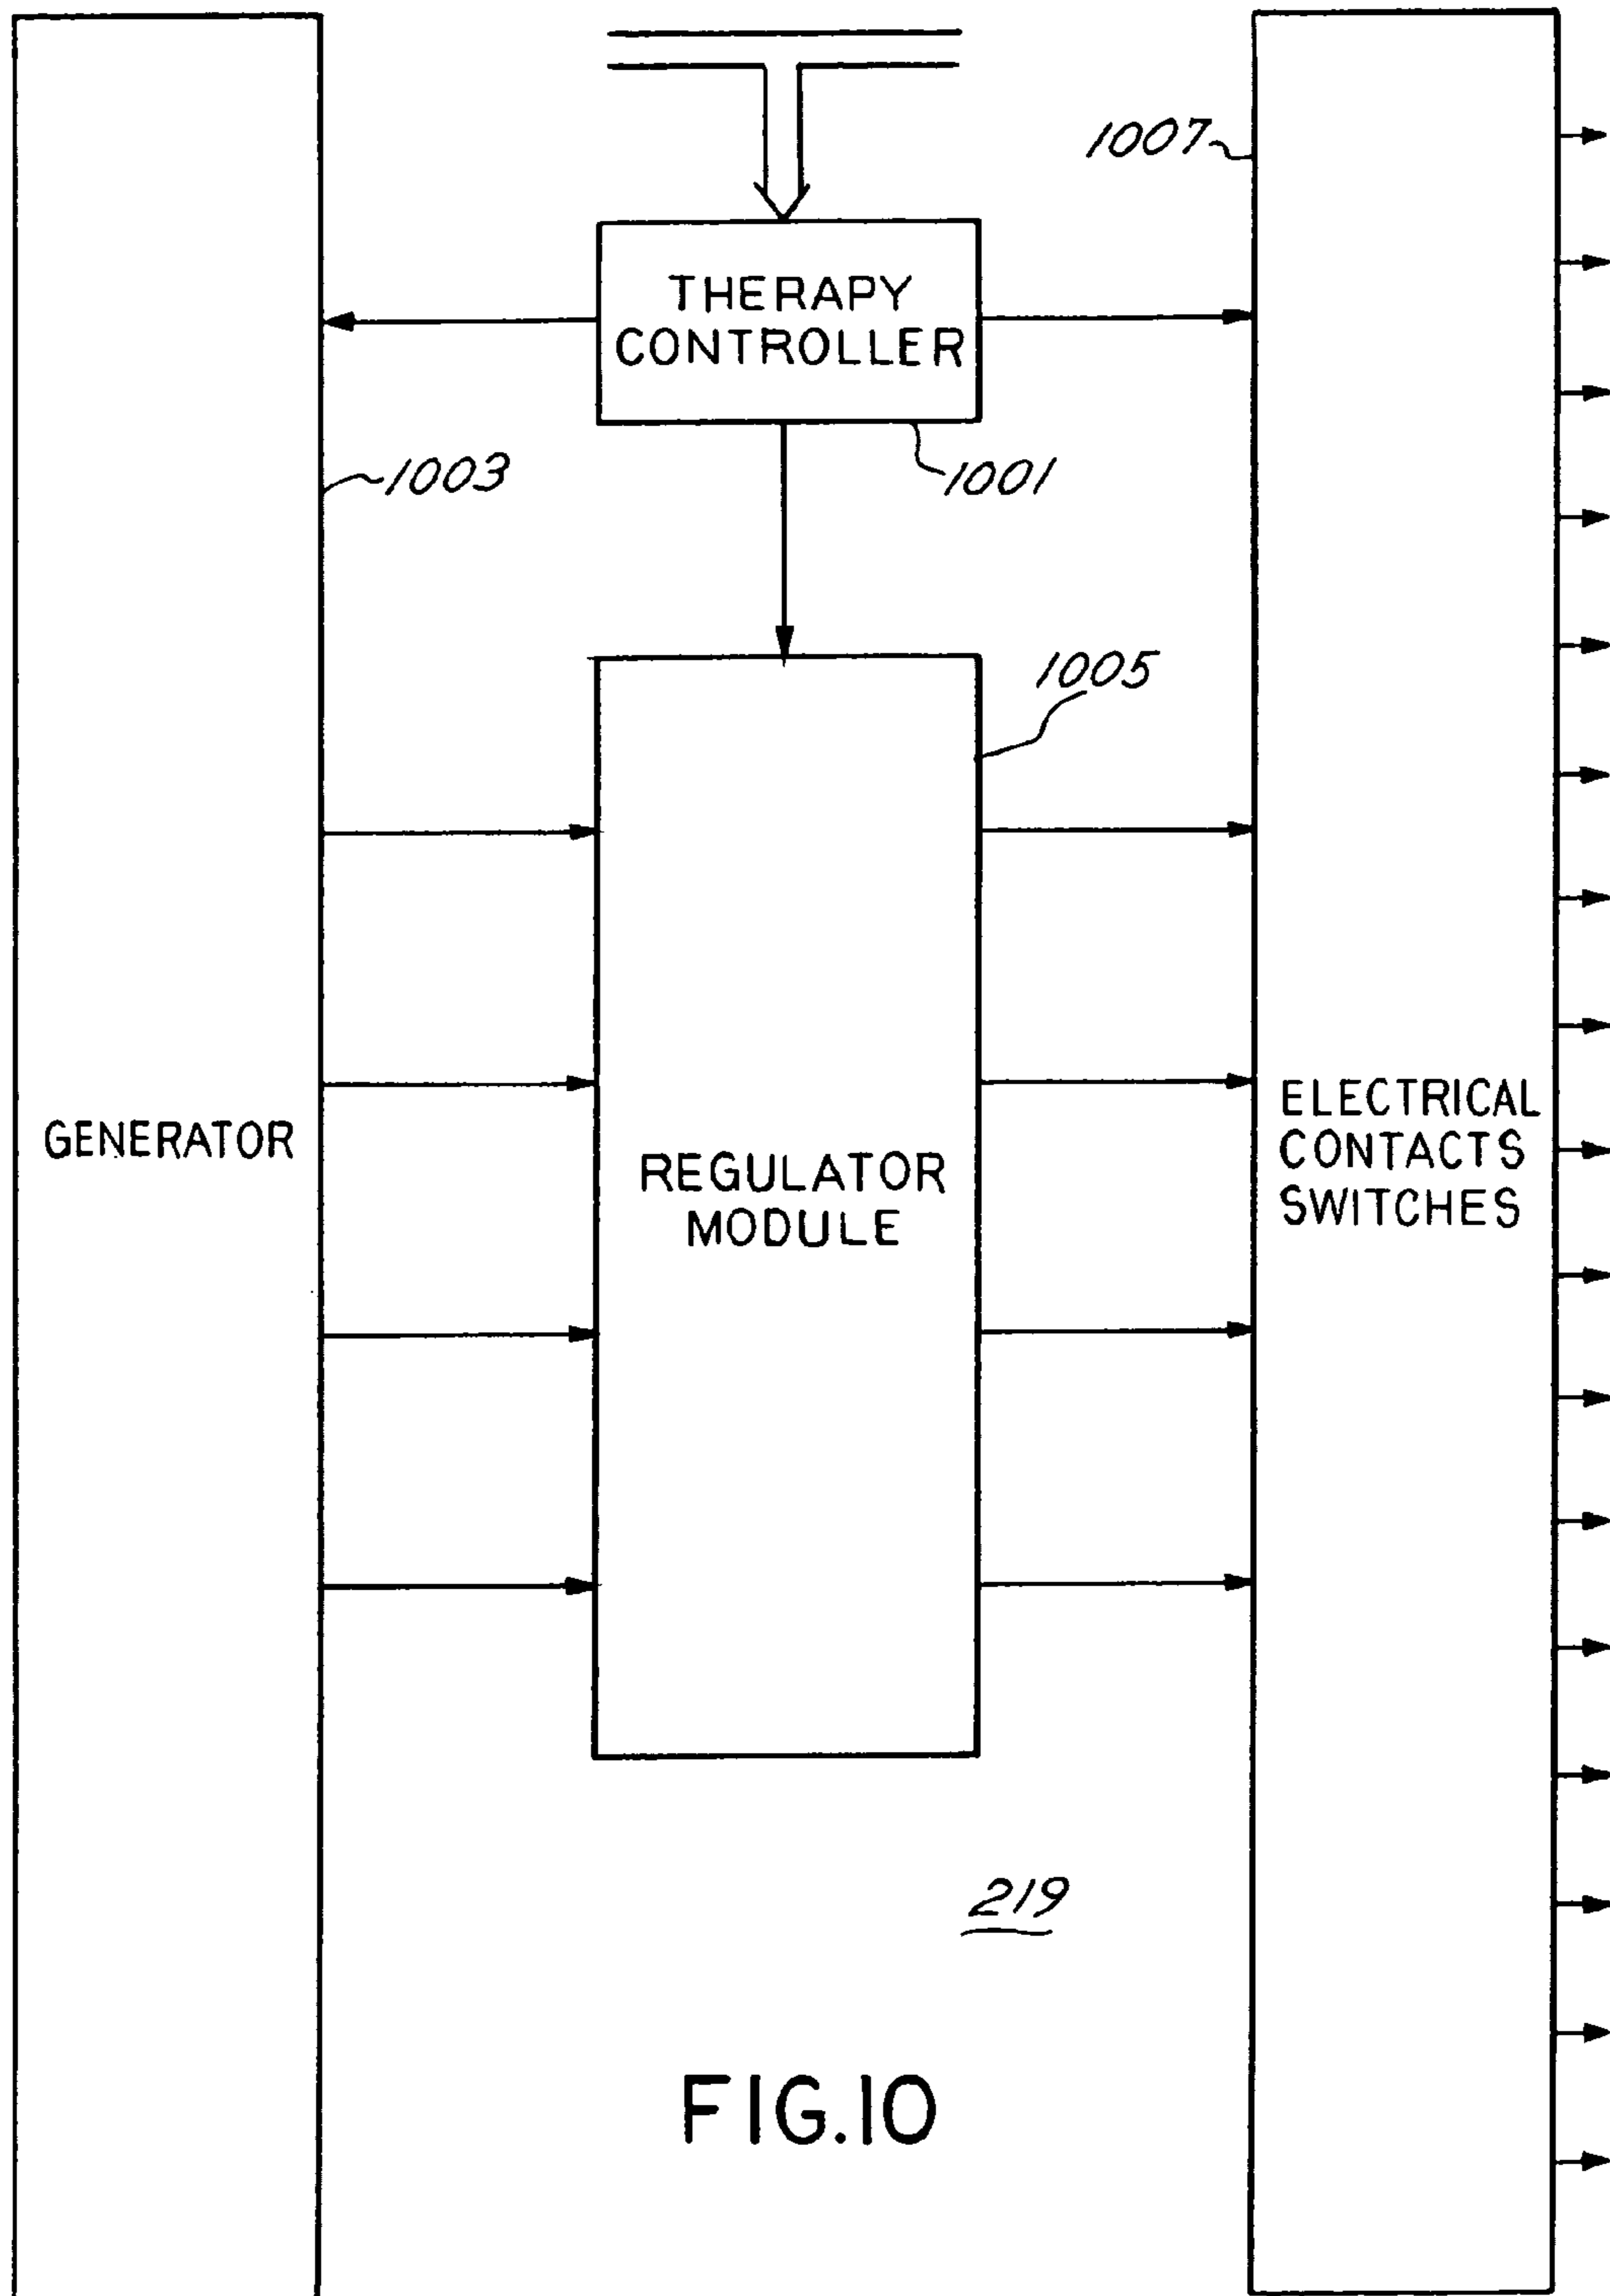 1007
THERAPY
CONTROLLER
1003
1001
1005
GENERATOR
REGULATOR
MODULE
ELECTRICAL
CONTACTS
SWITCHES
219
FIG.10